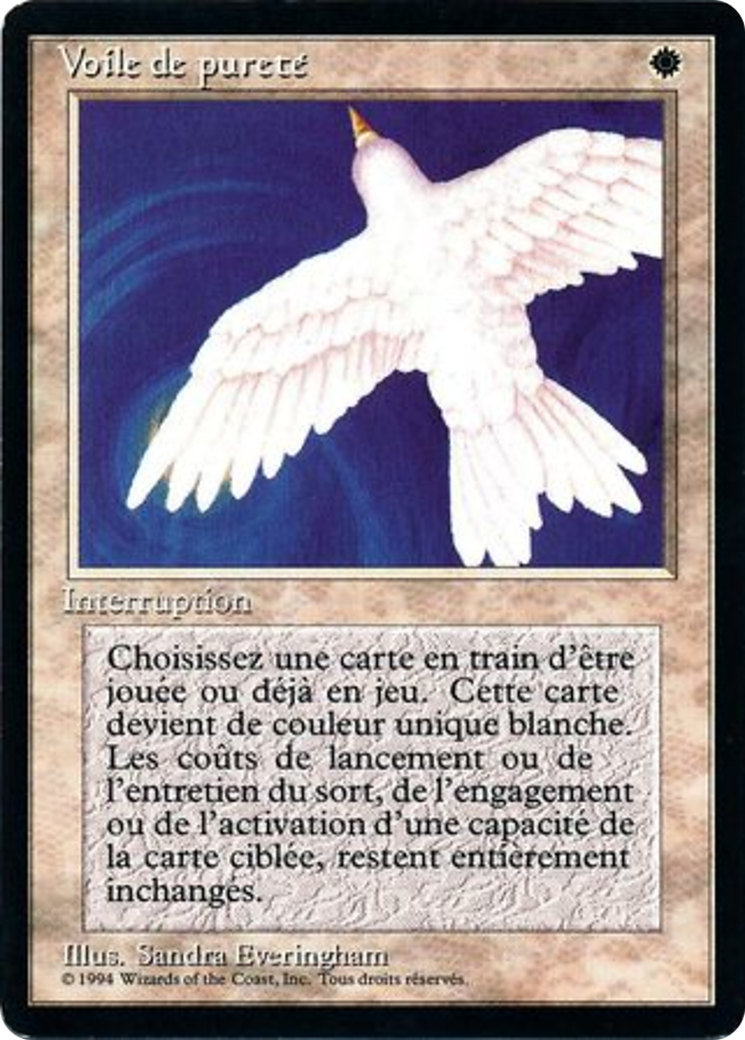 Voile de pureté
Interruption
Choisissez une carte en train d'être
jouée ou déjà en jeu. Cette carte
devient de couleur unique blanche.
Les coûts de lancement ou de
l'entretien du sort, de l'engagement
ou de l'activation d'une capacité de
la carte ciblée, restent entièrement
inchangés.
Illus. Sandra Everingham
© 1994 Wizards of the Coast, Inc. Tous droits réservés.